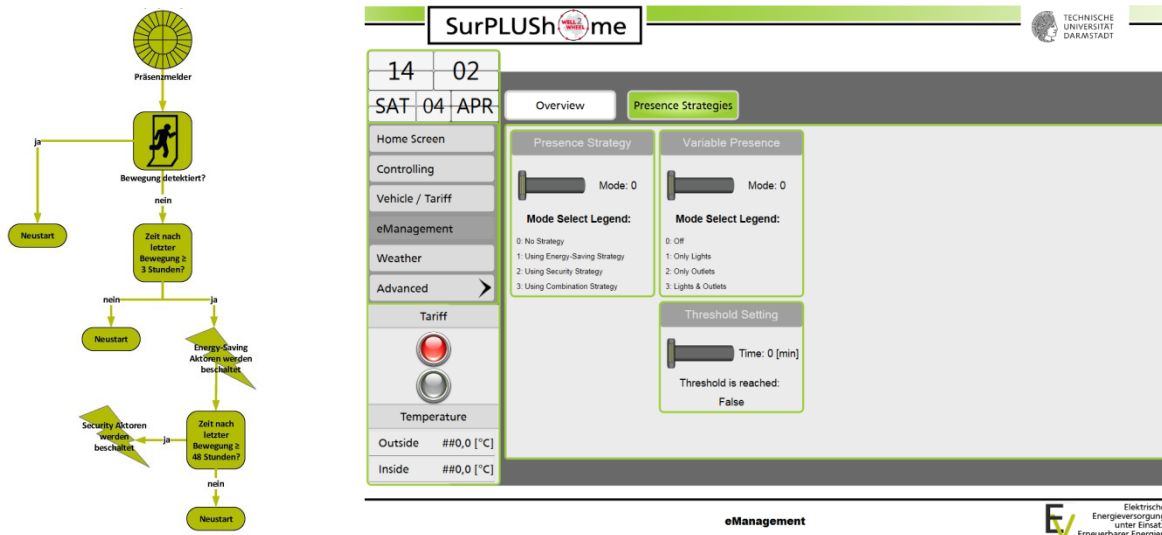 Präsenzmelder
ja
Bewegung detektiert?
nein
Neustart
Zeit nach
letzter
Bewegung ≥
3 Stunden?
nein
ja
Neustart
Energy-Saving
Aktoren werden
beschaltet
Security Aktoren
werden
beschaltet
ja
Zeit nach
letzter
Bewegung ≥
48 Stunden?
nein
Neustart
SurPLUSh me
WELL2
WHEEL
TECHNISCHE
UNIVERSITÄT
DARMSTADT
14 02
SAT 04 APR
Overview
Presence Strategies
Home Screen
Controlling
Vehicle / Tariff
eManagement
Weather
Advanced
Tariff
Temperature
Outside ##0,0 [°C]
Inside ##0,0 [°C]
Presence Strategy
Mode: 0
Mode Select Legend:
0: No Strategy
1: Using Energy-Saving Strategy
2: Using Security Strategy
3: Using Combination Strategy
Variable Presence
Mode: 0
Mode Select Legend:
0: Off
1: Only Lights
2: Only Outlets
3: Lights & Outlets
Threshold Setting
Time: 0 [min]
Threshold is reached:
False
eManagement
E
Elektrische
Energieversorgung
unter Einsatz
Erneuerbarer Energien